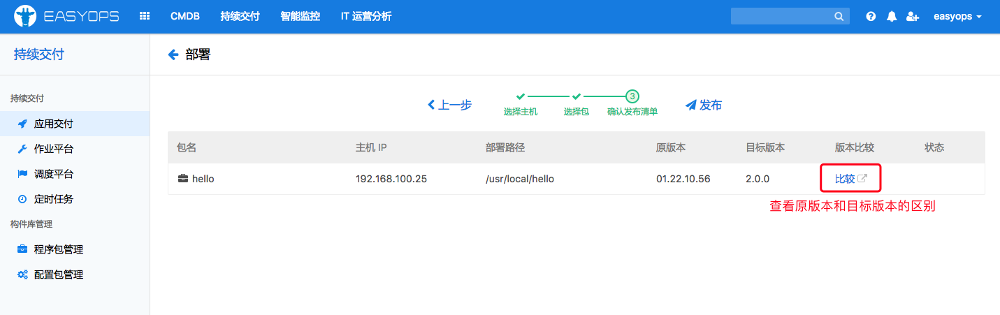 EASYOPS CMDB 持续交付 智能监控 IT 运营分析 easyops
持续交付
部署
持续交付
应用交付
作业平台
调度平台
定时任务
构件库管理
程序包管理
配置包管理
上一步
3
选择主机 选择包 确认发布清单
发布
包名 主机 IP 部署路径 原版本 目标版本 版本比较 状态
hello 192.168.100.25 /usr/local/hello 01.22.10.56 2.0.0 比较
查看原版本和目标版本的区别